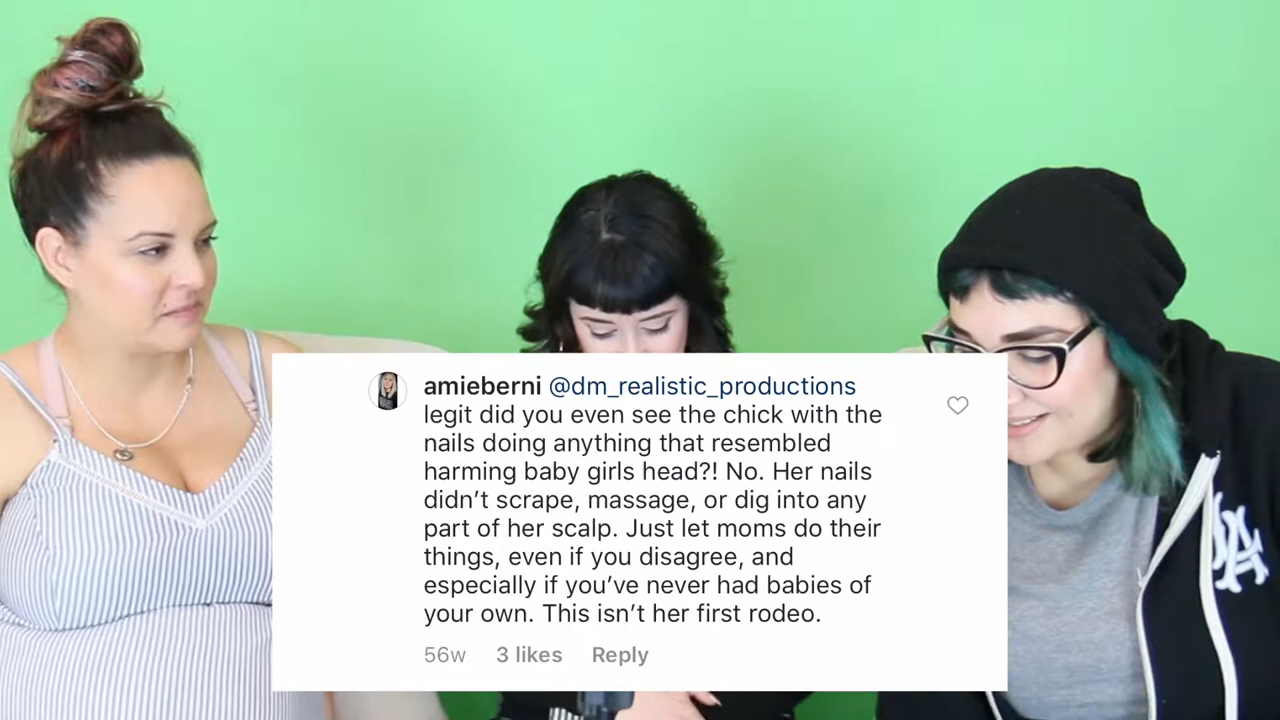 amieberni @dm_realistic_productions
legit did you even see the chick with the
nails doing anything that resembled
harming baby girls head?! No. Her nails
didn't scrape, massage, or dig into any
part of her scalp. Just let moms do their
things, even if you disagree, and
especially if you've never had babies of
your own. This isn't her first rodeo.
56w 3 likes Reply